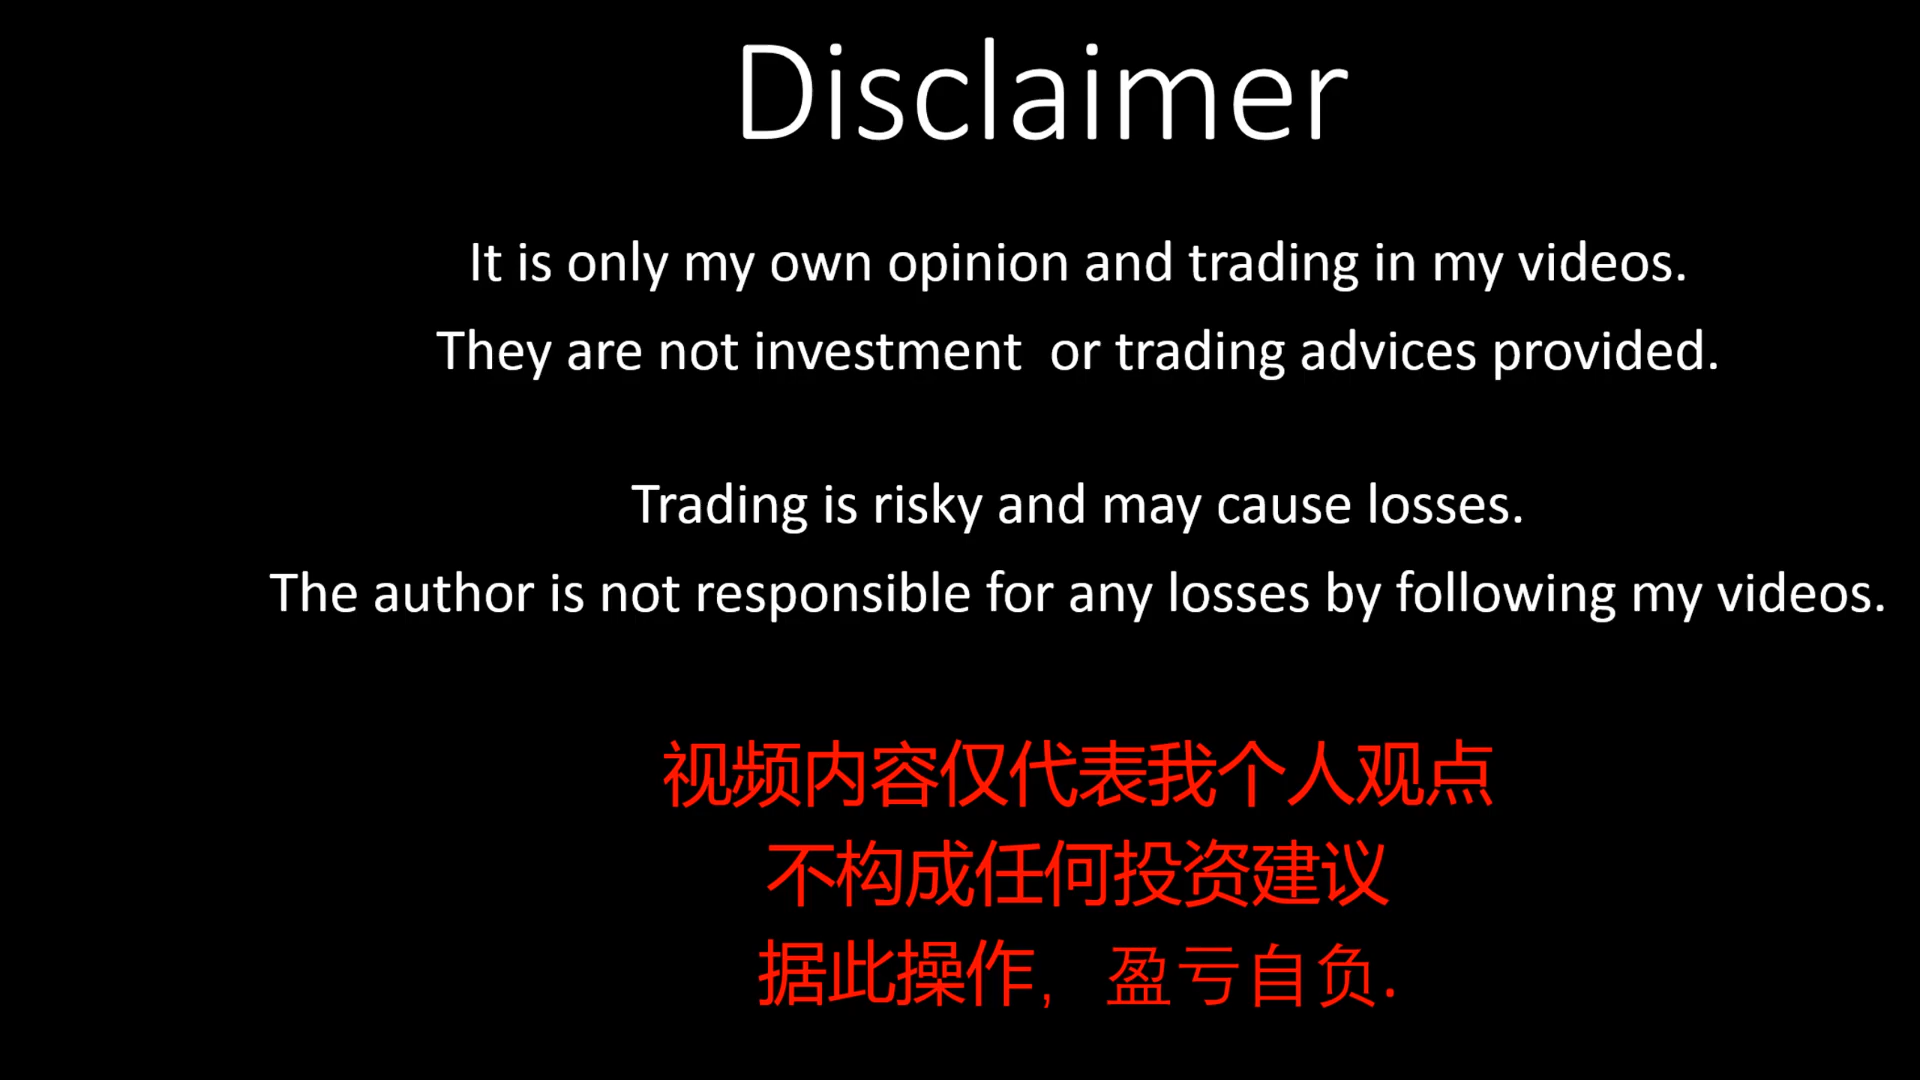 Disclaimer
It is only my own opinion and trading in my videos.
They are not investment  or trading advices provided.
Trading is risky and may cause losses.
The author is not responsible for any losses by following my videos.
视频内容仅代表我个人观点
不构成任何投资建议
据此操作，盈亏自负.